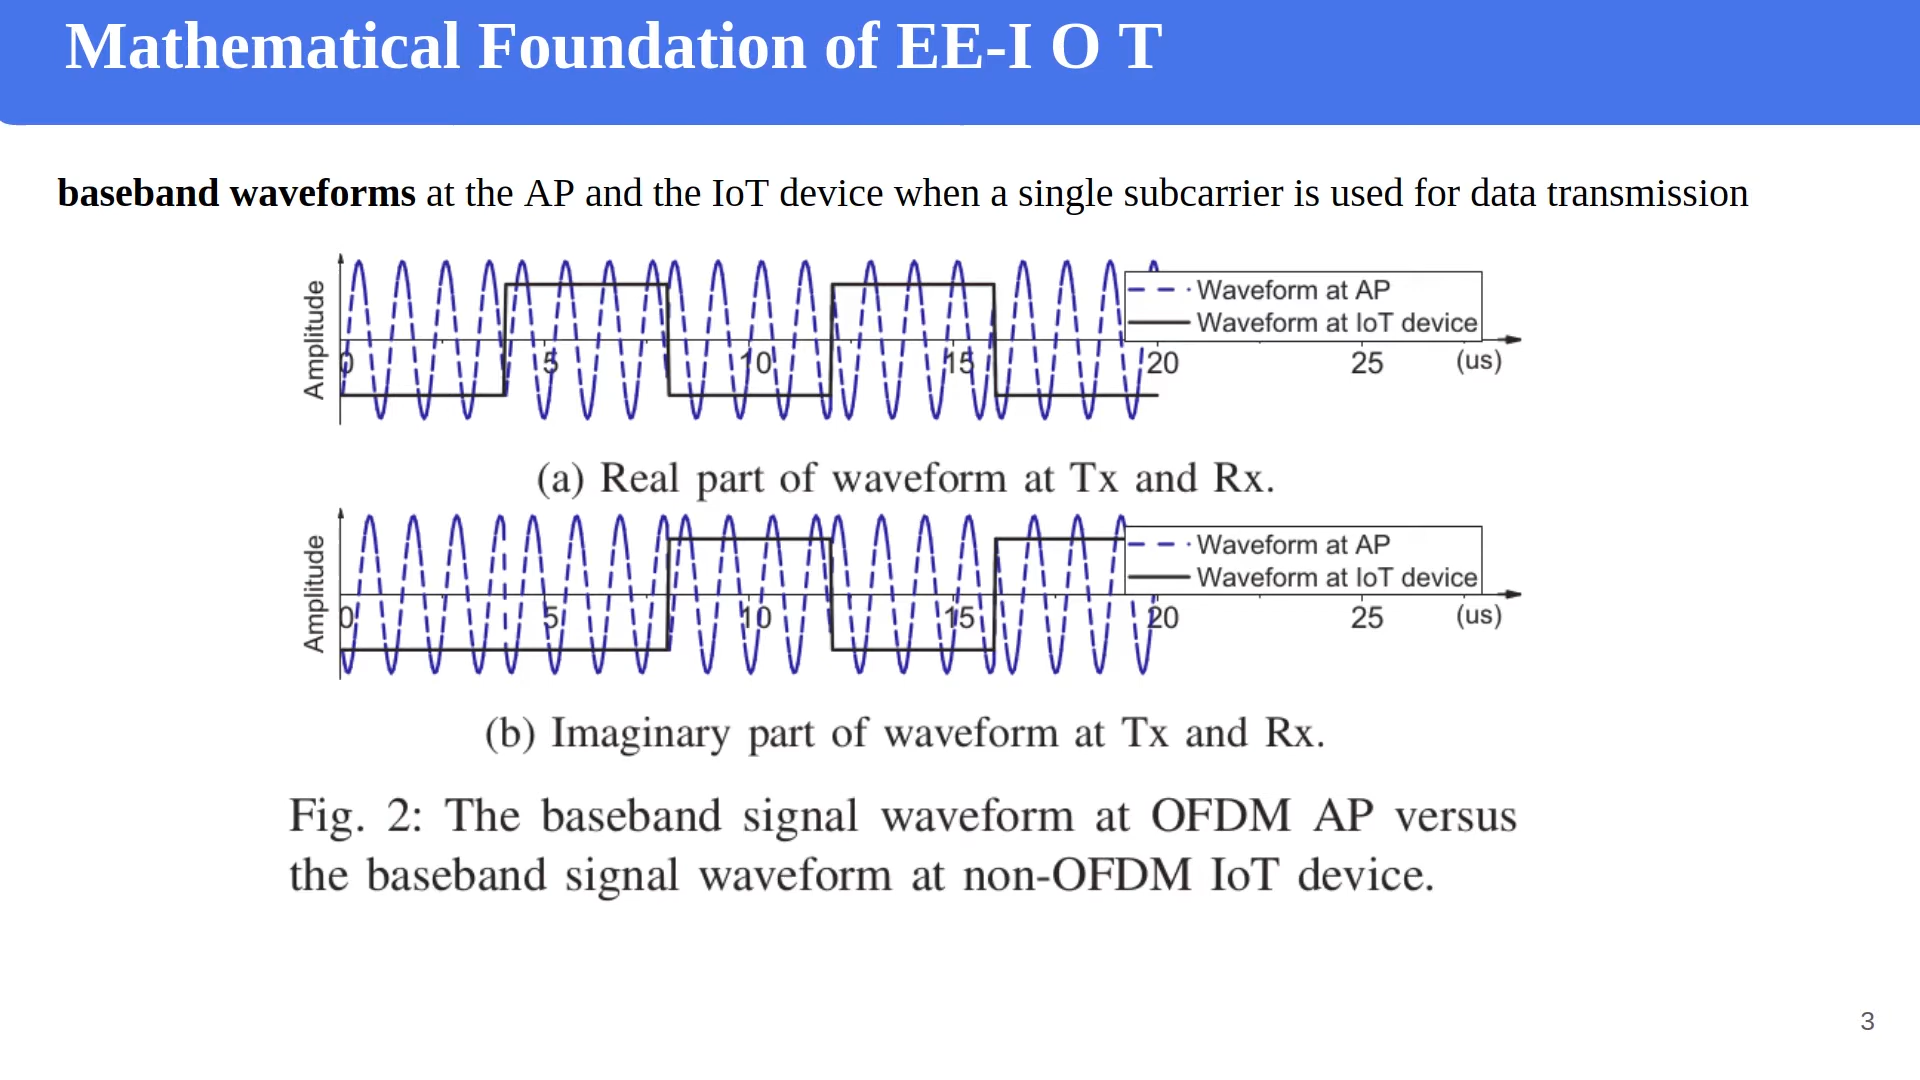 Mathematical Foundation of EE-I O T
baseband waveforms at the AP and the IoT device when a single subcarrier is used for data transmission
Amplitude
Waveform at AP
Waveform at IoT device
0 5 10 15 20 25 (us)
(a) Real part of waveform at Tx and Rx.
Amplitude
Waveform at AP
Waveform at IoT device
0 5 10 15 20 25 (us)
(b) Imaginary part of waveform at Tx and Rx.
Fig. 2: The baseband signal waveform at OFDM AP versus
the baseband signal waveform at non-OFDM IoT device.
3